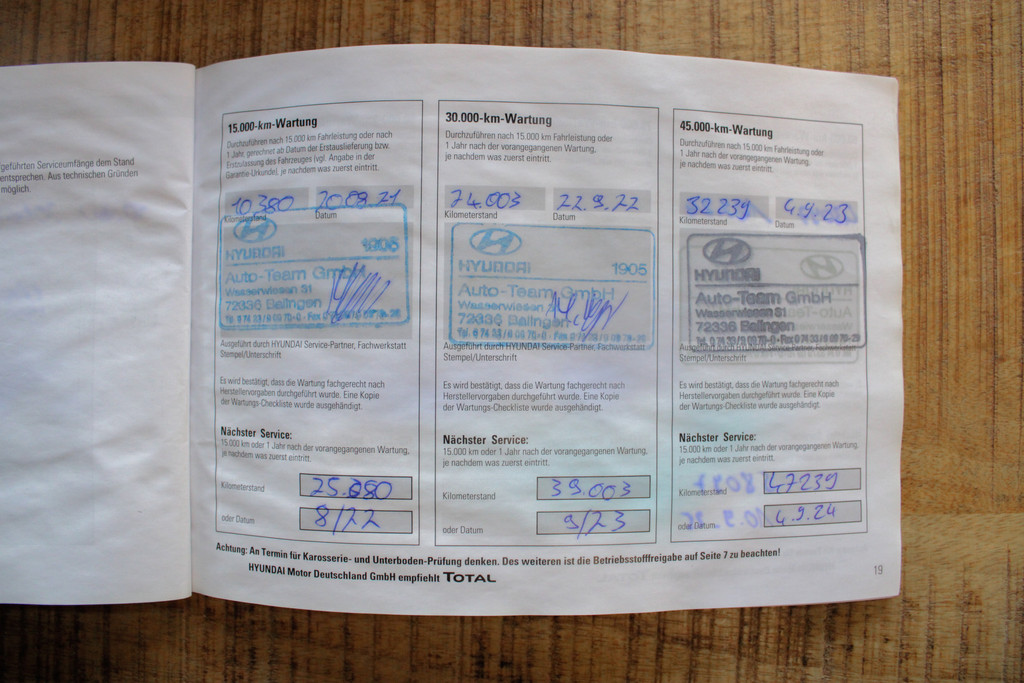 geführten Serviceumfänge dem Stand
entsprechen. Aus technischen Gründen
möglich.
15.000-km-Wartung
Durchzuführen nach 15.000 km Fahrleistung oder nach
1 Jahr, gerechnet ab Datum der Erstauslieferung bzw.
Erstzulassung des Fahrzeuges (vgl. Angabe in der
Garantie-Urkunde), je nachdem was zuerst eintritt.
10.380 20.09.21
Kilometerstand Datum
HYUNDAI 1905
Auto-Team GmbH
Wasserwiesen 31
72336 Balingen
Ausgeführt durch HYUNDAI Service-Partner, Fachwerkstatt
Stempel/Unterschrift
Es wird bestätigt, dass die Wartung fachgerecht nach
Herstellervorgaben durchgeführt wurde. Eine Kopie
der Wartungs-Checkliste wurde ausgehändigt.
Nächster Service:
15.000 km oder 1 Jahr nach der vorangegangenen Wartung,
je nachdem was zuerst eintritt.
Kilometerstand 25.380
oder Datum 8/22
30.000-km-Wartung
Durchzuführen nach 15.000 km Fahrleistung oder
1 Jahr nach der vorangegangenen Wartung,
je nachdem was zuerst eintritt.
24.003 22.9.22
Kilometerstand Datum
HYUNDAI 1905
Auto-Team GmbH
Wasserwiesen
72336 Balingen
Ausgeführt durch HYUNDAI Service-Partner, Fachwerkstatt
Stempel/Unterschrift
Es wird bestätigt, dass die Wartung fachgerecht nach
Herstellervorgaben durchgeführt wurde. Eine Kopie
der Wartungs-Checkliste wurde ausgehändigt.
Nächster Service:
15.000 km oder 1 Jahr nach der vorangegangenen Wartung,
je nachdem was zuerst eintritt.
Kilometerstand 39.003
oder Datum 9/23
45.000-km-Wartung
Durchzuführen nach 15.000 km Fahrleistung oder
1 Jahr nach der vorangegangenen Wartung,
je nachdem was zuerst eintritt.
32239 4.9.23
Kilometerstand Datum
HYUNDAI
Auto-Team GmbH
Wasserwiesen 31
72336 Balingen
Ausgeführt durch HYUNDAI Service-Partner, Fachwerkstatt
Stempel/Unterschrift
Es wird bestätigt, dass die Wartung fachgerecht nach
Herstellervorgaben durchgeführt wurde. Eine Kopie
der Wartungs-Checkliste wurde ausgehändigt.
Nächster Service:
15.000 km oder 1 Jahr nach der vorangegangenen Wartung,
je nachdem was zuerst eintritt.
Kilometerstand 47239
oder Datum 4.9.24
Achtung: An Termin für Karosserie- und Unterboden-Prüfung denken. Des weiteren ist die Betriebsstofffreigabe auf Seite 7 zu beachten!
HYUNDAI Motor Deutschland GmbH empfiehlt TOTAL
19